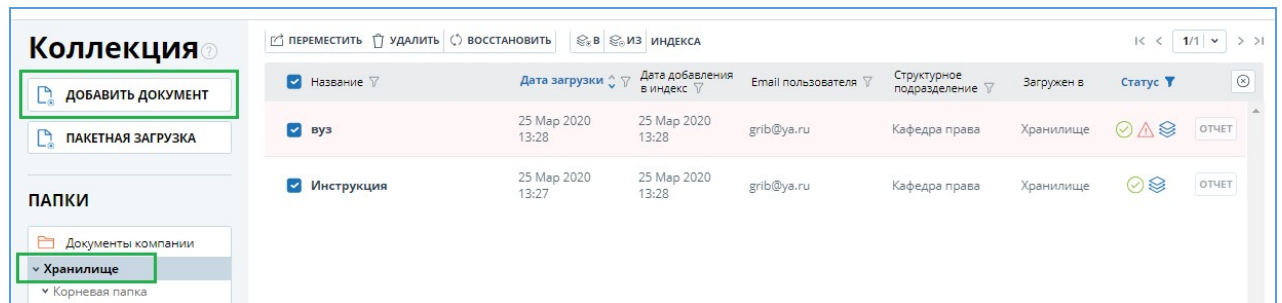 Коллекция
ДОБАВИТЬ ДОКУМЕНТ
ПАКЕТНАЯ ЗАГРУЗКА
ПАПКИ
Документы компании
Хранилище
Корневая папка
ПЕРЕМЕСТИТЬ УДАЛИТЬ ВОССТАНОВИТЬ В ИЗ ИНДЕКСА 1/1
Название Дата загрузки Дата добавления в индекс Email пользователя Структурное подразделение Загружен в Статус
вуз 25 Мар 2020 13:28 25 Мар 2020 13:28 grib@ya.ru Кафедра права Хранилище ОТЧЕТ
Инструкция 25 Мар 2020 13:27 25 Мар 2020 13:28 grib@ya.ru Кафедра права Хранилище ОТЧЕТ